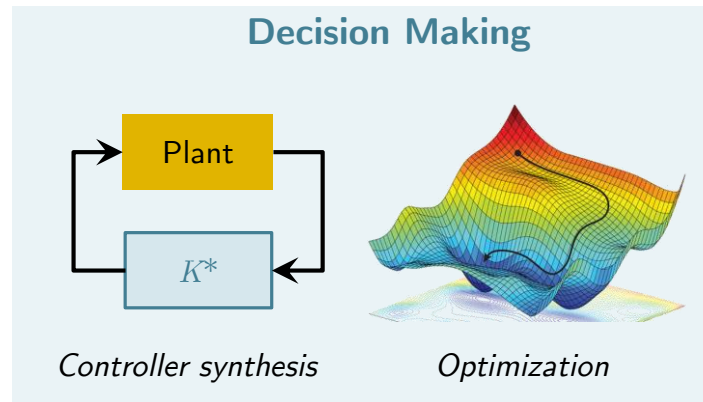 Decision Making
Plant
K*
Controller synthesis
Optimization